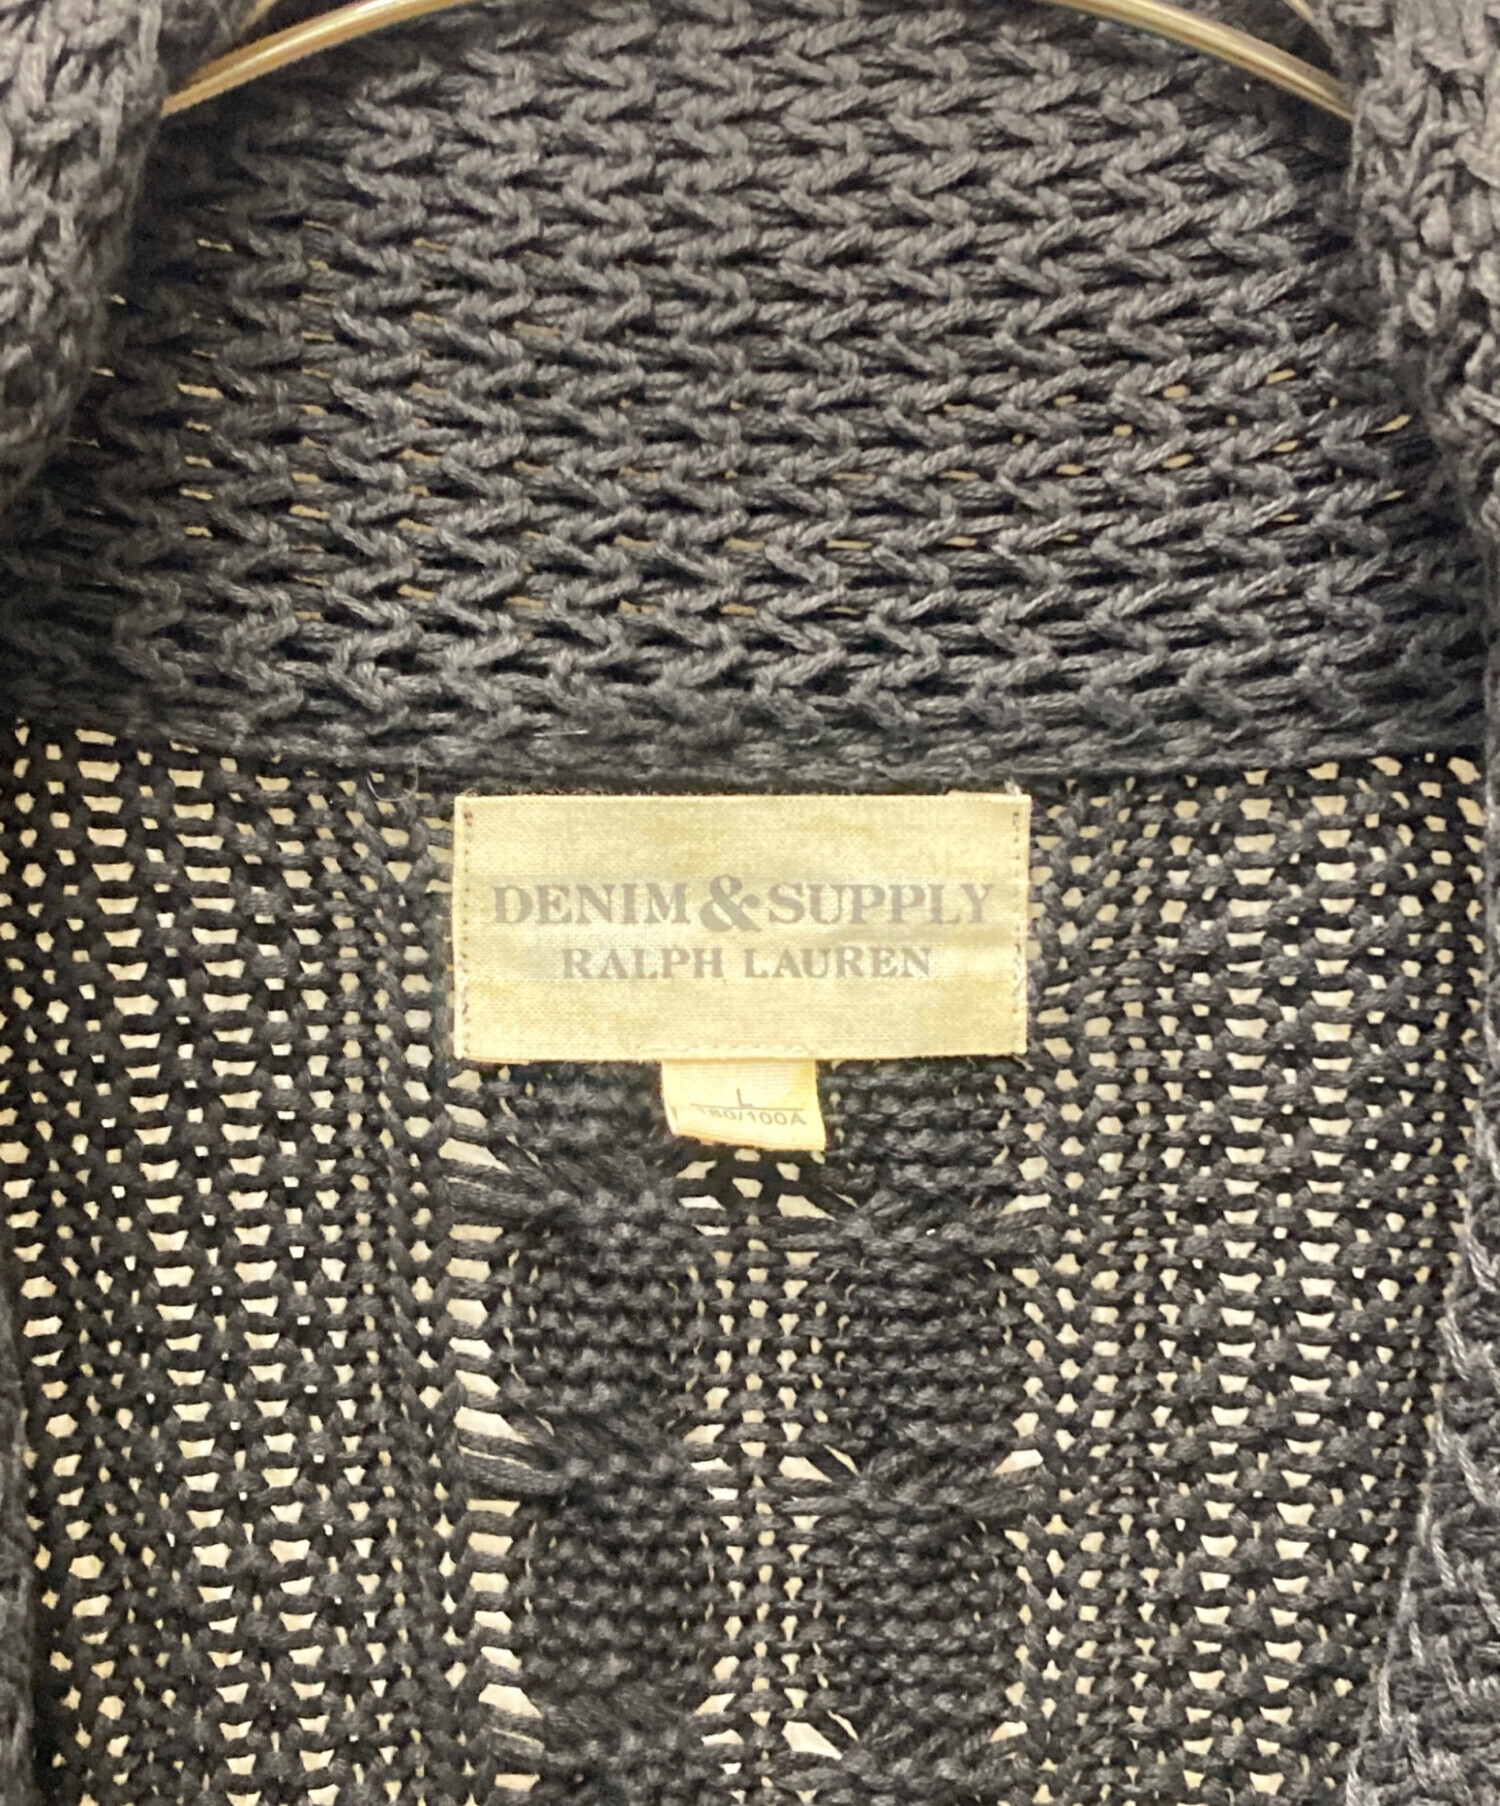 DENIM & SUPPLY
RALPH LAUREN
L
180/100A